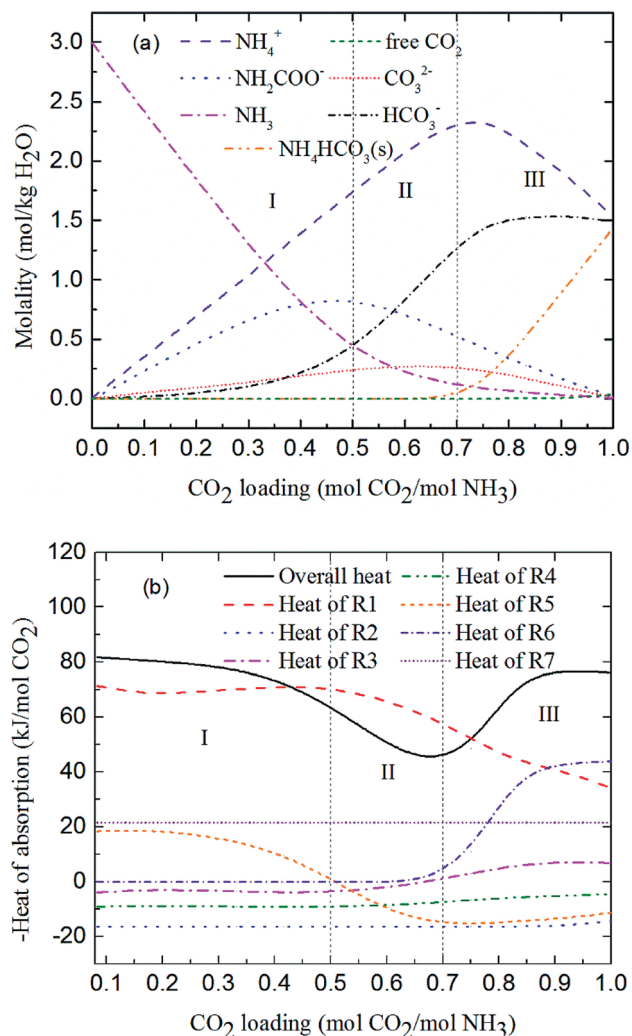 (a)
NH₄⁺
free CO₂
NH₂COO⁻
CO₃²⁻
NH₃
HCO₃⁻
NH₄HCO₃(s)
I
II
III
3.0
2.5
2.0
1.5
1.0
0.5
0.0
Molality (mol/kg H₂O)
0.0 0.1 0.2 0.3 0.4 0.5 0.6 0.7 0.8 0.9 1.0
CO₂ loading (mol CO₂/mol NH₃)
(b)
Overall heat
Heat of R4
Heat of R1
Heat of R5
Heat of R2
Heat of R6
Heat of R3
Heat of R7
I
II
III
120
100
80
60
40
20
0
-20
-Heat of absorption (kJ/mol CO₂)
0.1 0.2 0.3 0.4 0.5 0.6 0.7 0.8 0.9 1.0
CO₂ loading (mol CO₂/mol NH₃)